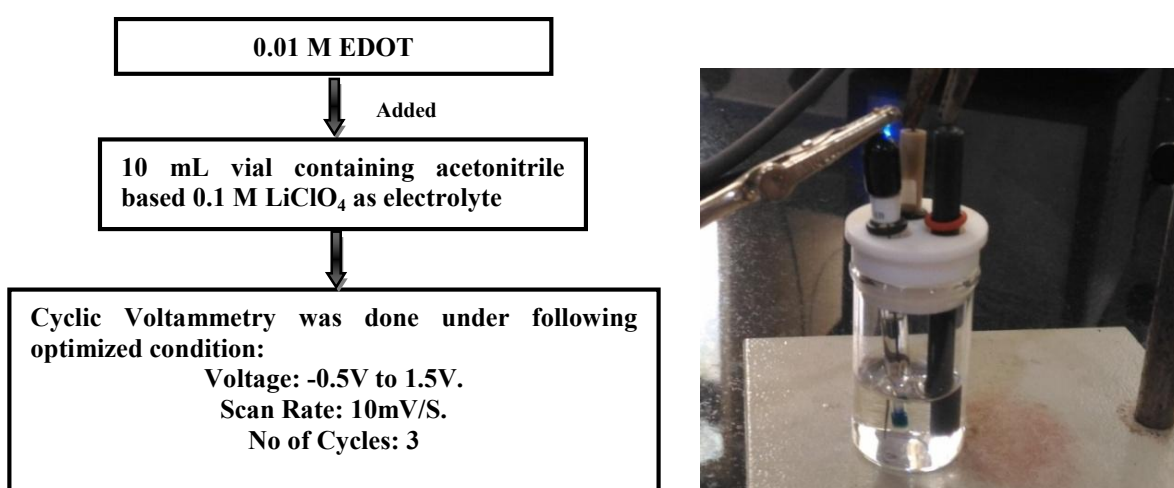 0.01 M EDOT
Added
10 mL vial containing acetonitrile
based 0.1 M LiClO₄ as electrolyte
Cyclic Voltammetry was done under following
optimized condition:
Voltage: -0.5V to 1.5V.
Scan Rate: 10mV/S.
No of Cycles: 3